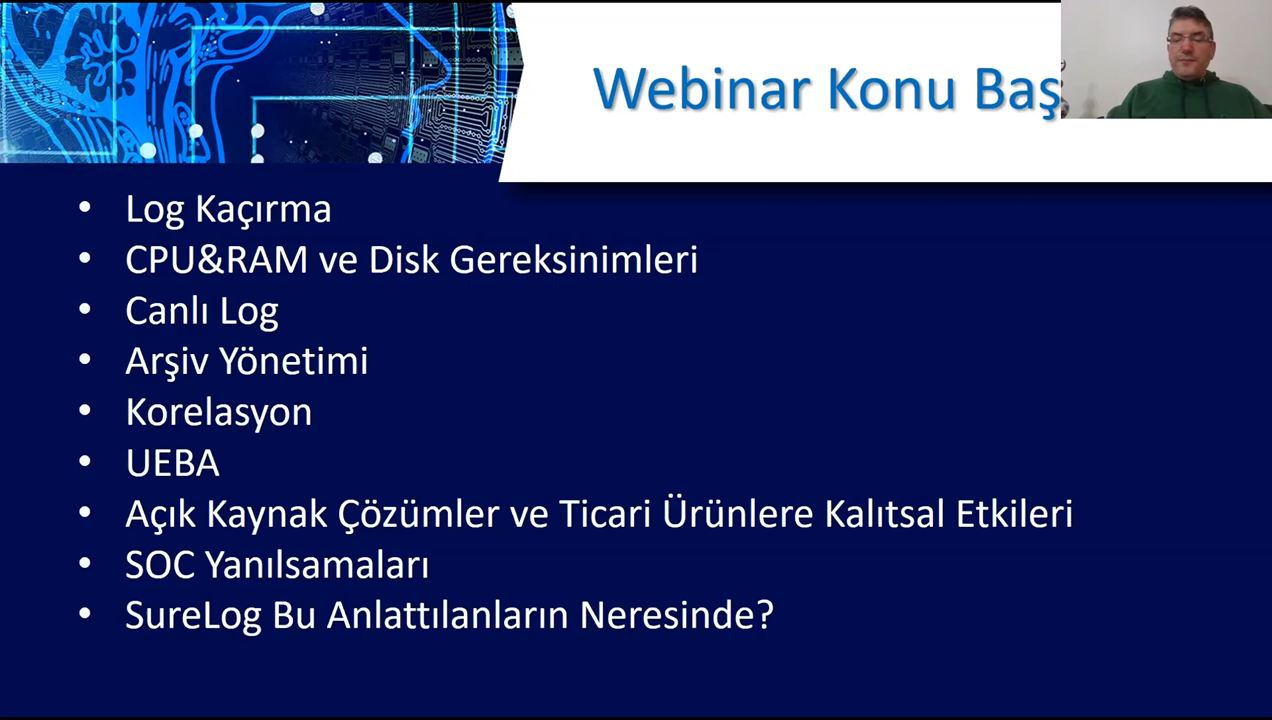 Webinar Konu Baş
• Log Kaçırma
• CPU&RAM ve Disk Gereksinimleri
• Canlı Log
• Arşiv Yönetimi
• Korelasyon
• UEBA
• Açık Kaynak Çözümler ve Ticari Ürünlere Kalıtsal Etkileri
• SOC Yanılsamaları
• SureLog Bu Anlattılanların Neresinde?